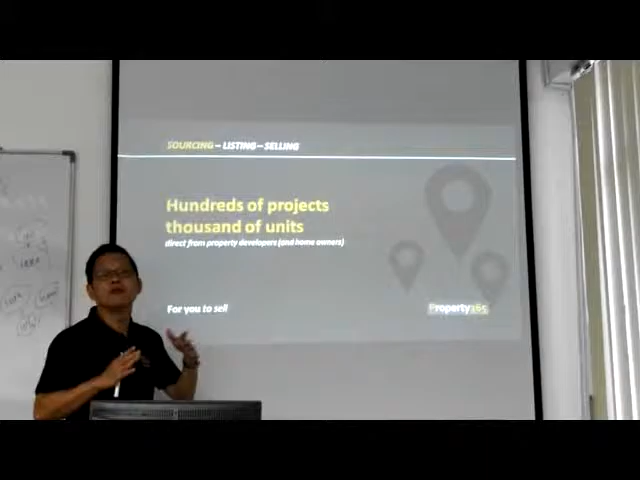 SOURCING – LISTING – SELLING
Hundreds of projects
thousand of units
direct from property developers (and home owners)
For you to sell
Property365